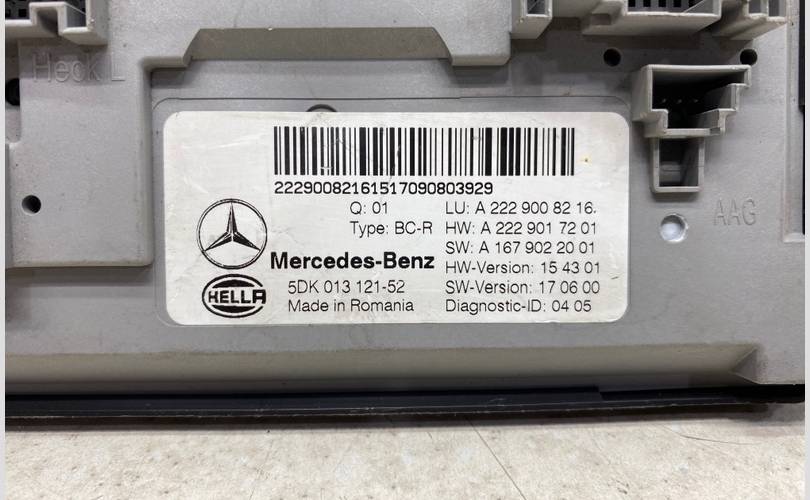 Heck L
22290082161517090803929
Q: 01
LU: A 222 900 82 16
Type: BC-R
HW: A 222 901 72 01
SW: A 167 902 20 01
Mercedes-Benz
HW-Version: 15 43 01
HELLA
5DK 013 121-52
SW-Version: 17 06 00
Made in Romania
Diagnostic-ID: 04 05
AAG